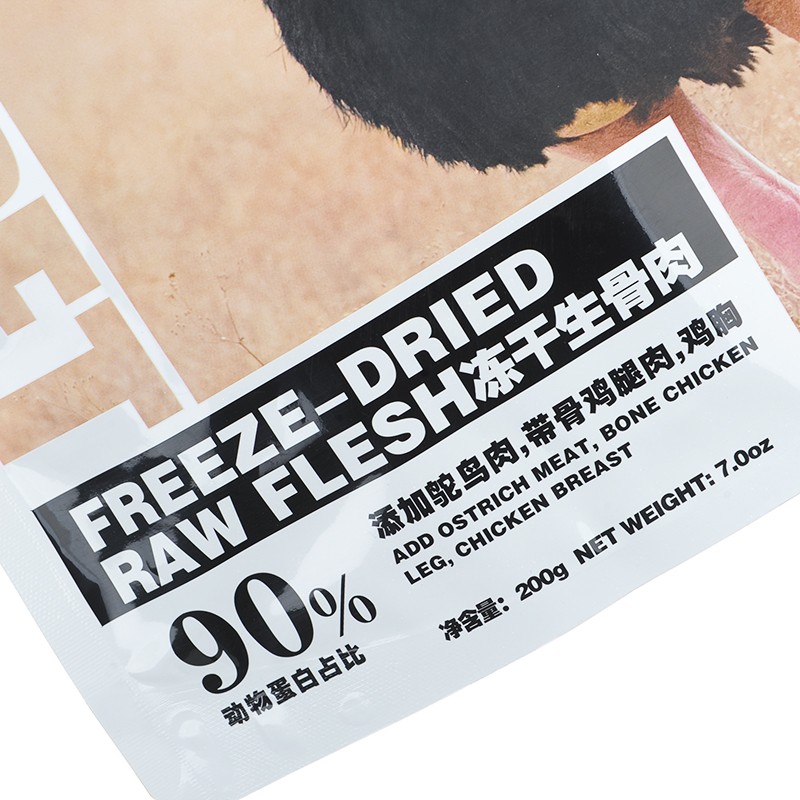 FREEZE-DRIED
RAW FLESH冻干生骨肉
添加鸵鸟肉,带骨鸡腿肉,鸡胸
ADD OSTRICH MEAT, BONE CHICKEN
LEG, CHICKEN BREAST
90%
动物蛋白占比
净含量：200g NET WEIGHT: 7.0oz